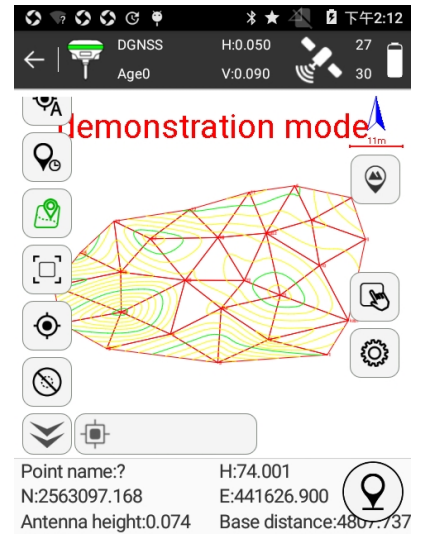 下午2:12
DGNSS H:0.050 27
Age0 V:0.090 30
A
demonstration mode
11m
Point name:? H:74.001
N:2563097.168 E:441626.900
Antenna height:0.074 Base distance:4807.737